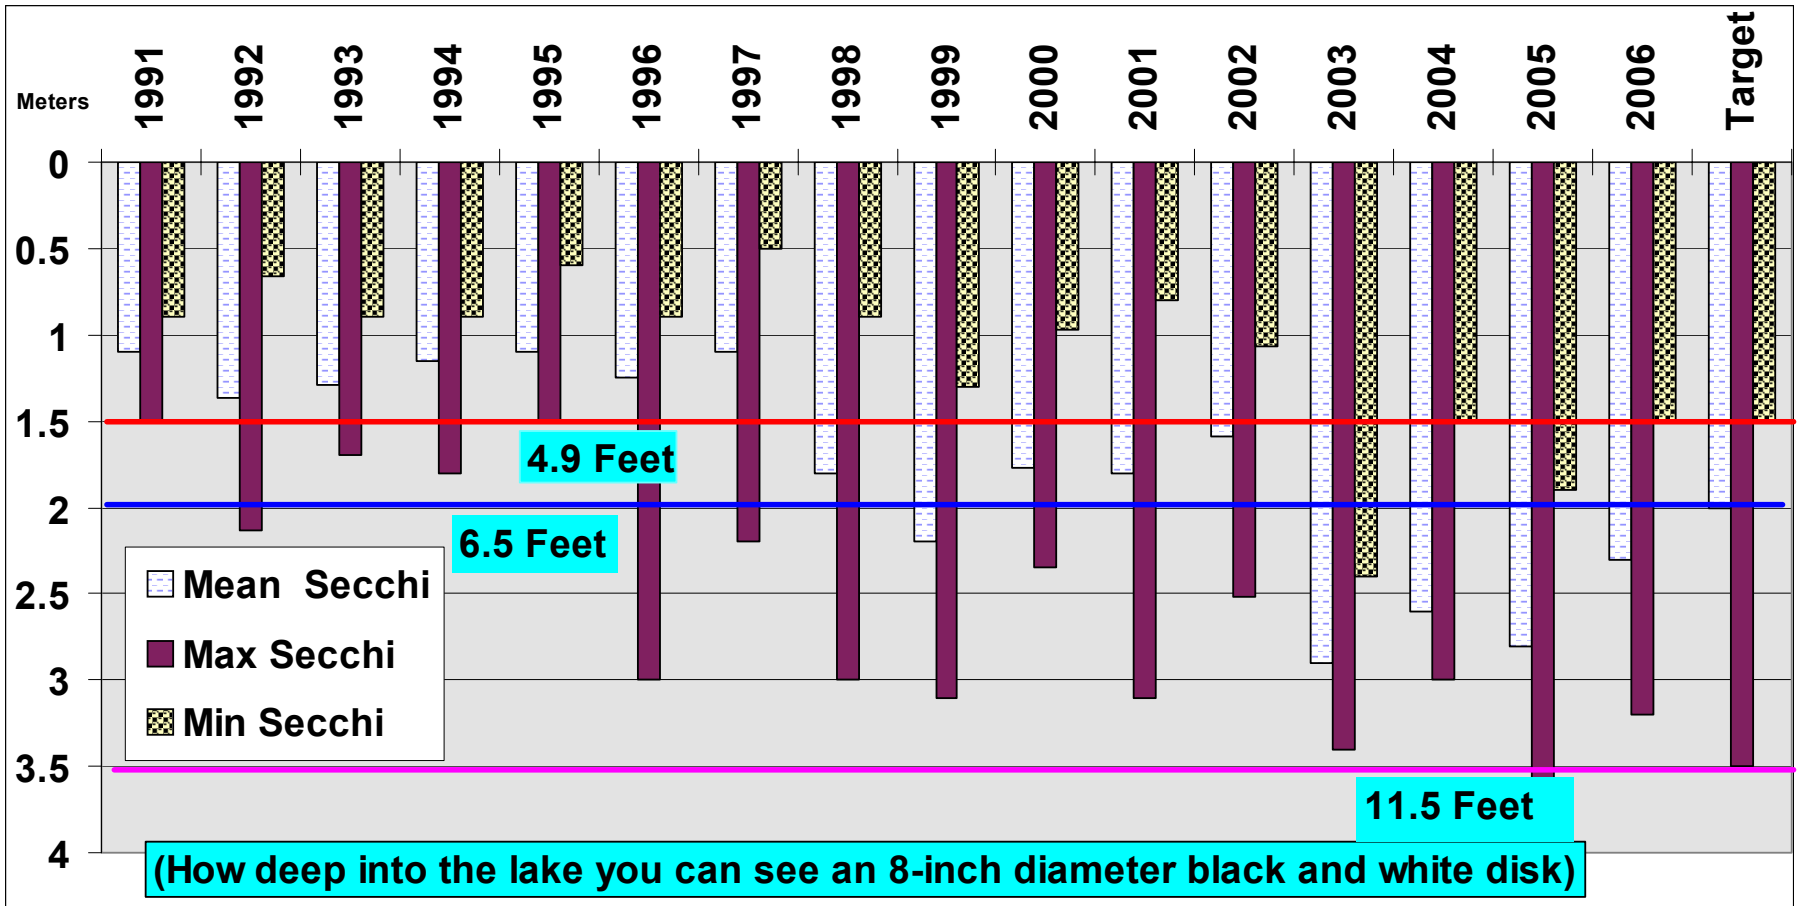 1991 1992 1993 1994 1995 1996 1997 1998 1999 2000 2001 2002 2003 2004 2005 2006 Target
Meters
0
0.5
1
1.5
4.9 Feet
2
6.5 Feet
2.5
Mean Secchi
Max Secchi
3
Min Secchi
3.5
11.5 Feet
4
(How deep into the lake you can see an 8-inch diameter black and white disk)